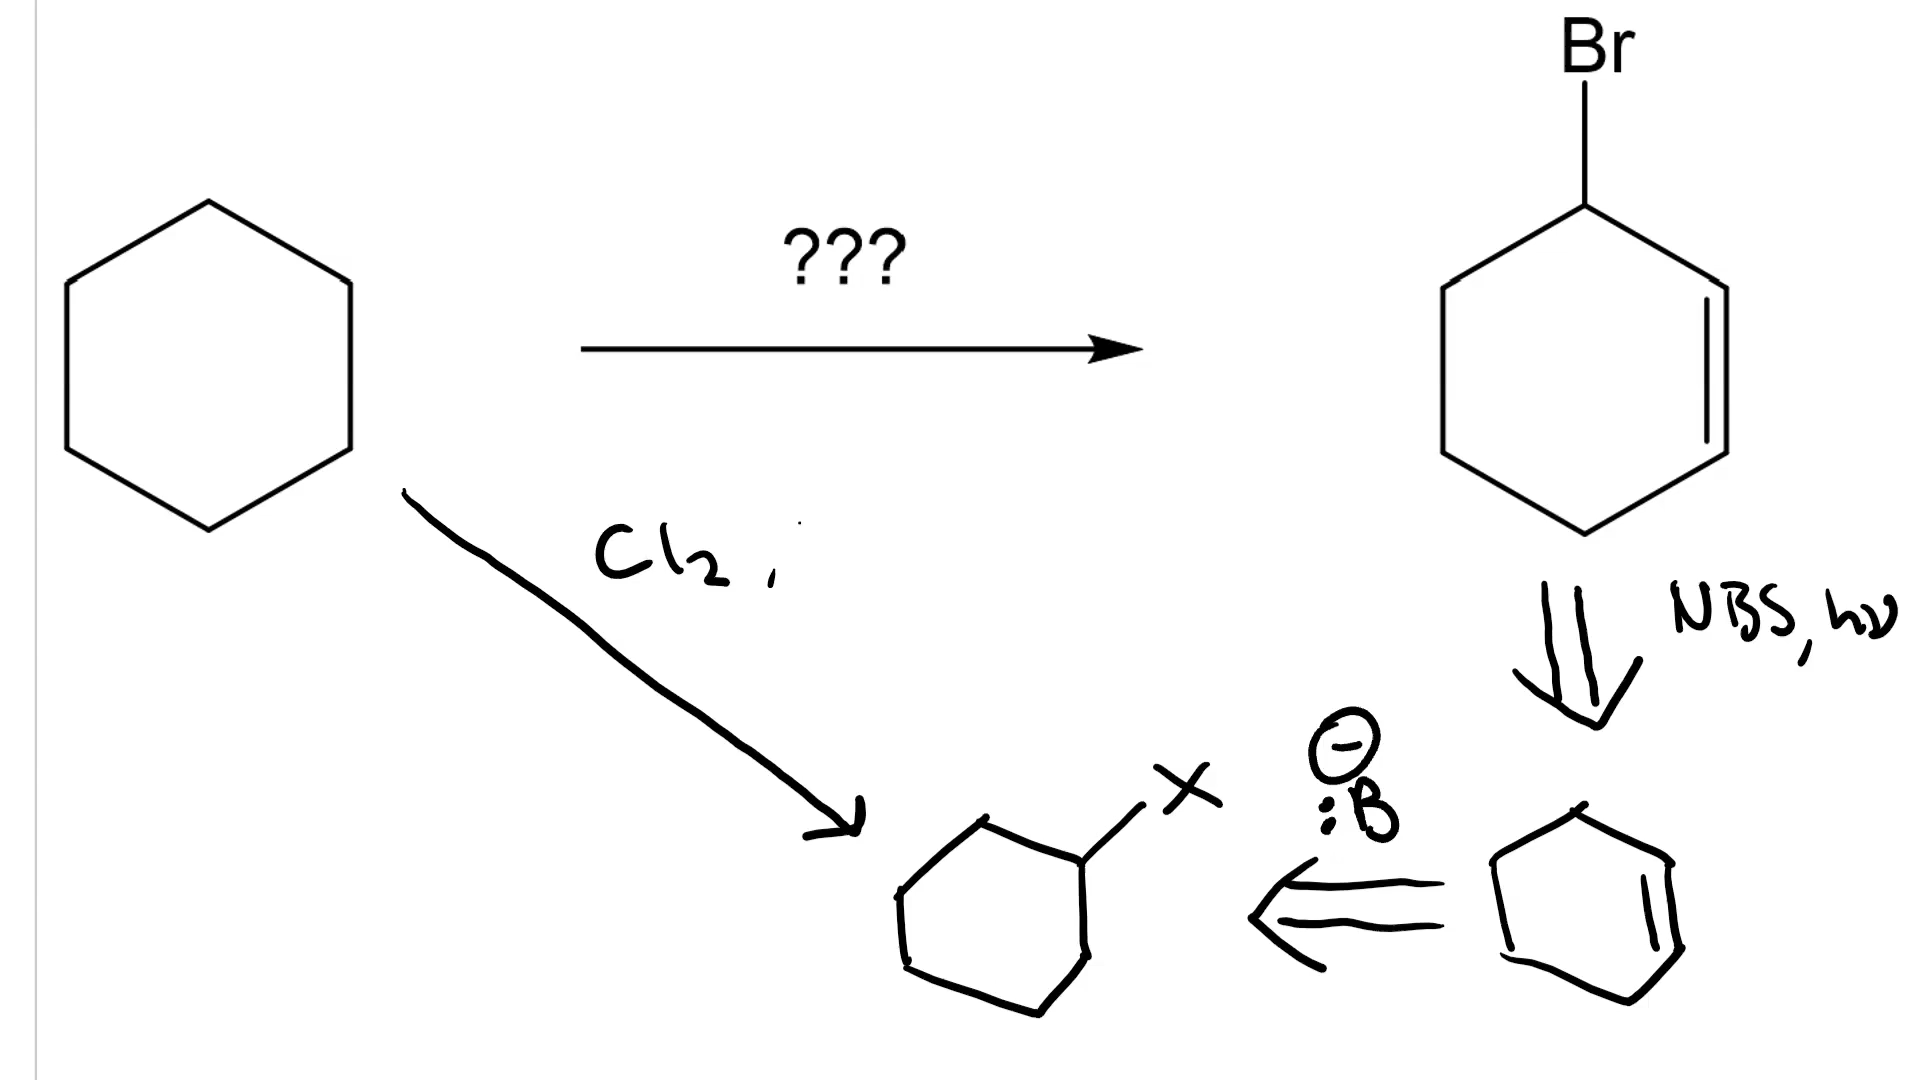 Br
???
Cl₂,
NBS, hν
X
⊖
:B